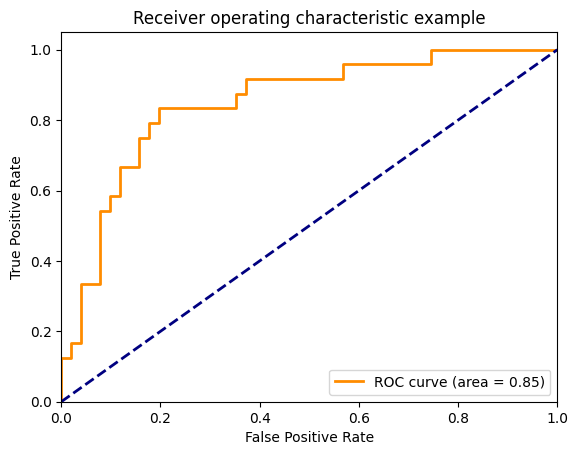 Receiver operating characteristic example
1.0
0.8
0.6
0.4
0.2
0.0
True Positive Rate
ROC curve (area = 0.85)
0.0 0.2 0.4 0.6 0.8 1.0
False Positive Rate